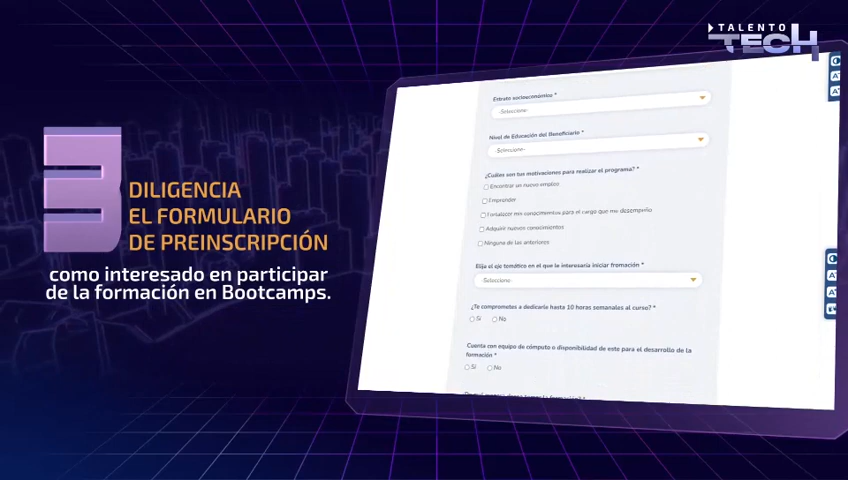 TALENTO
TECH
3
DILIGENCIA
EL FORMULARIO
DE PREINSCRIPCIÓN
como interesado en participar
de la formación en Bootcamps.
Estrato socioeconómico *
-Seleccione-
Nivel de Educación del Beneficiario *
-Seleccione-
¿Cuáles son tus motivaciones para realizar el programa? *
Encontrar un nuevo empleo
Emprender
Fortalecer mis conocimientos para el cargo que me desempeño
Adquirir nuevos conocimientos
Ninguna de las anteriores
Elija el eje temático en el que le interesaría iniciar fromación *
-Seleccione-
¿Te comprometes a dedicarle hasta 10 horas semanales al curso? *
Si No
Cuenta con equipo de cómputo o disponibilidad de este para el desarrollo de la
formación *
Si No